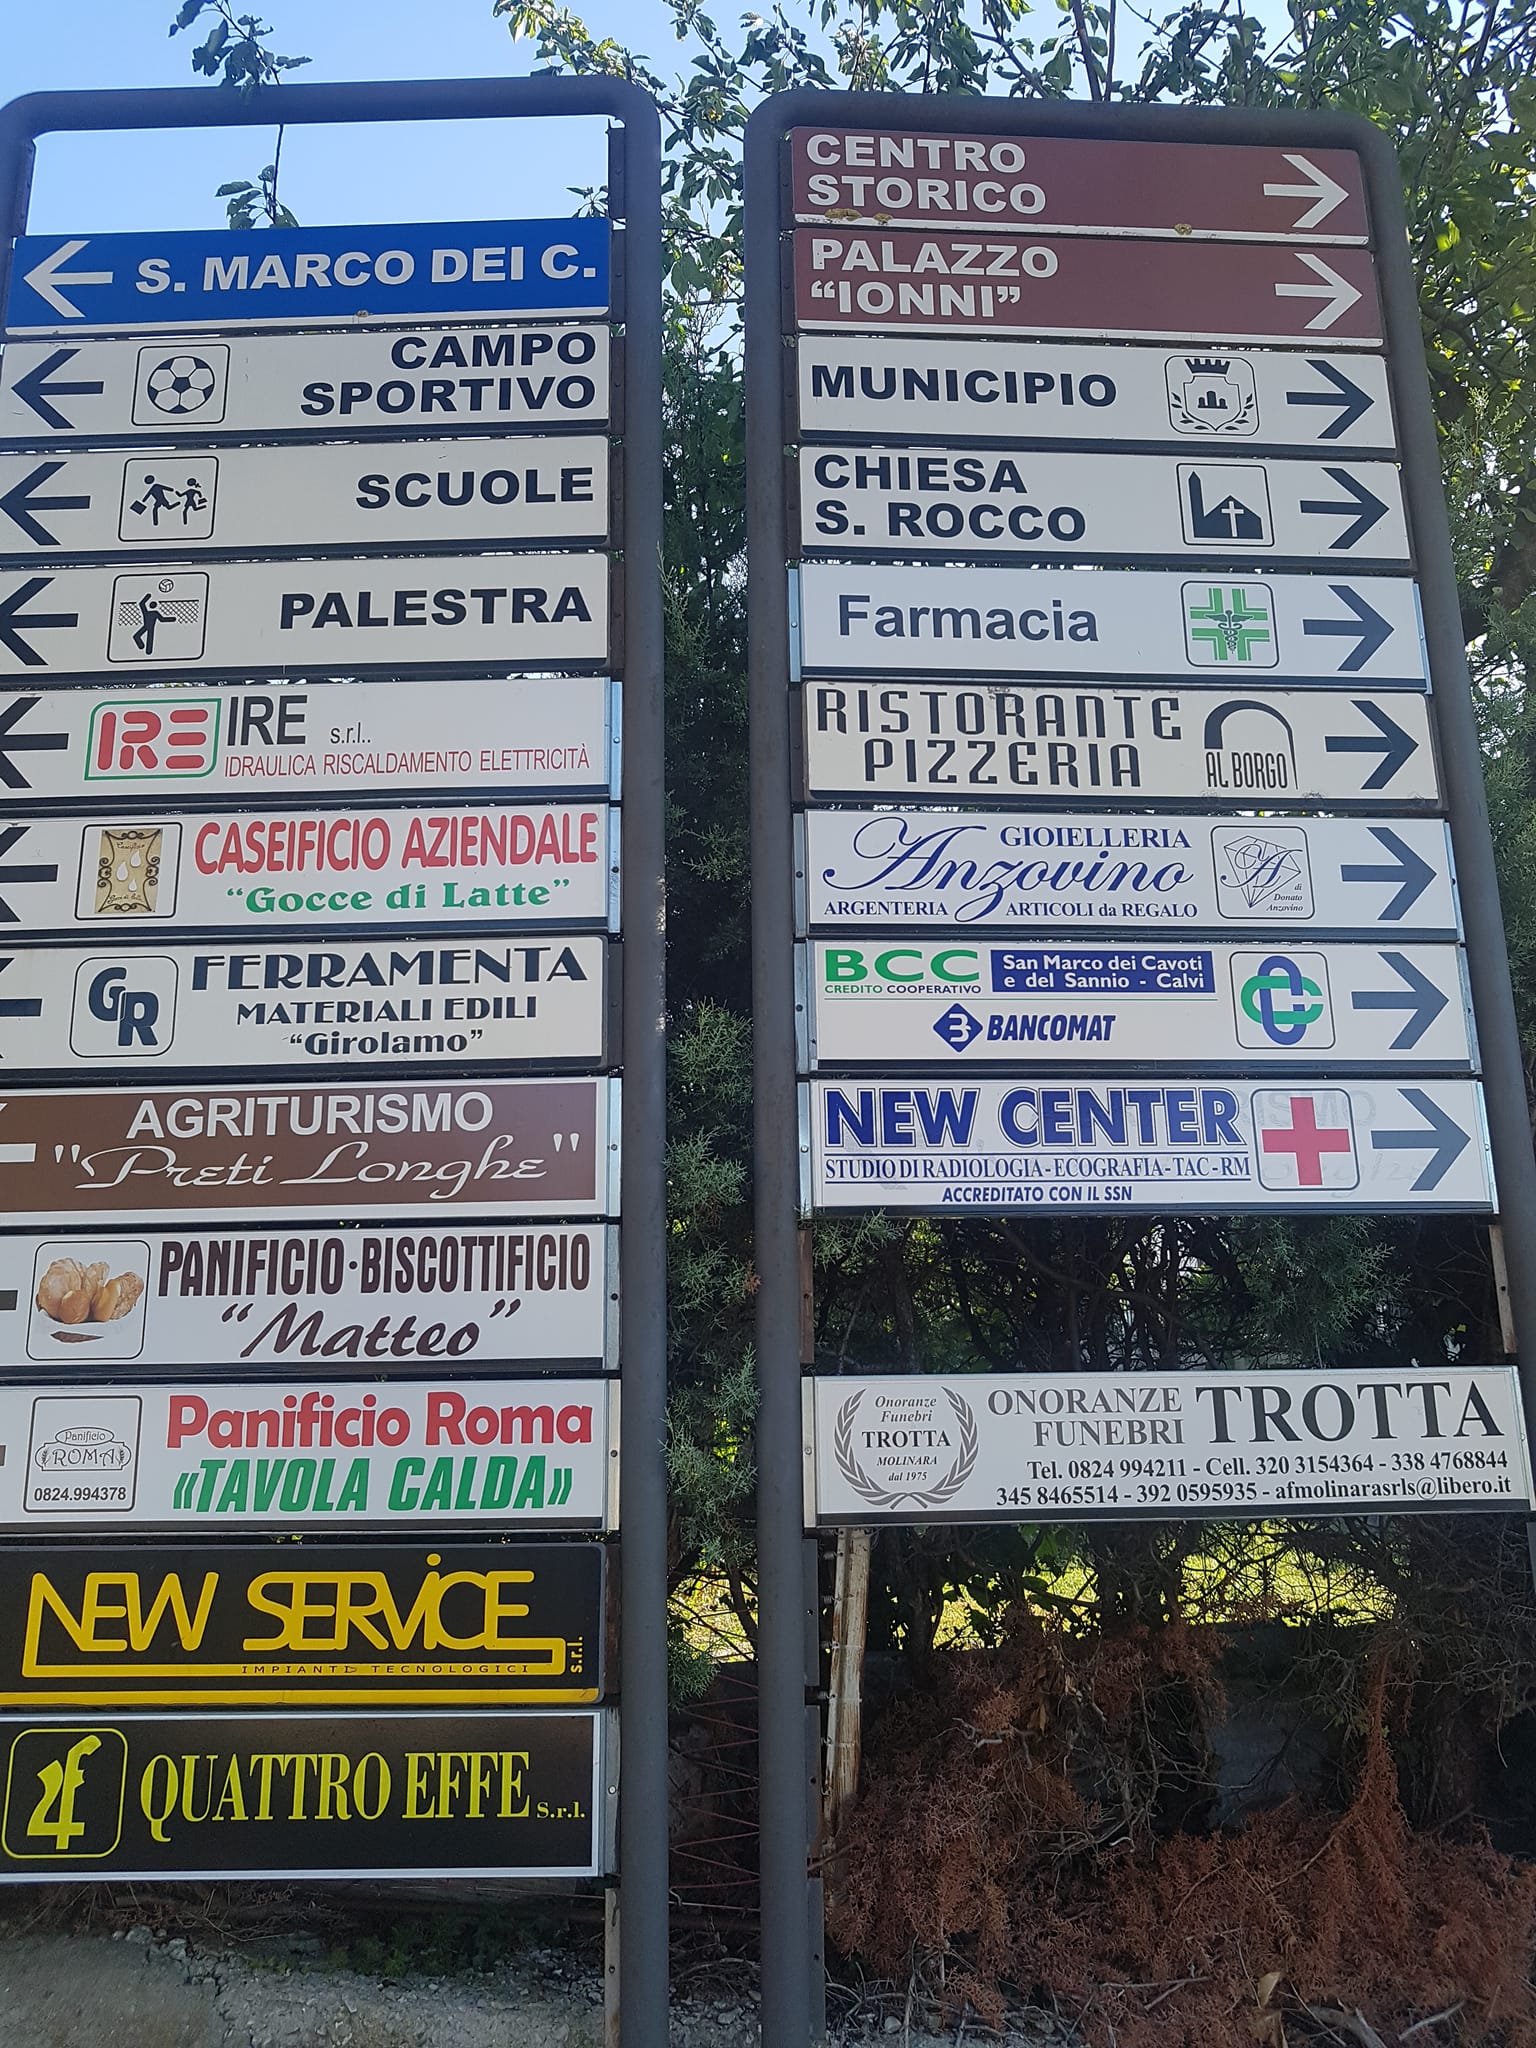 S. MARCO DEI C.
CAMPO
SPORTIVO
SCUOLE
PALESTRA
IRE IRE s.r.l..
IDRAULICA RISCALDAMENTO ELETTRICITÀ
CASEIFICIO AZIENDALE
“Gocce di Latte”
GR
FERRAMENTA
MATERIALI EDILI
“Girolamo”
AGRITURISMO
"Preti Longhe"
PANIFICIO·BISCOTTIFICIO
“Matteo”
Panificio
ROMA
0824.994378
Panificio Roma
«TAVOLA CALDA»
NEW SERVICE s.r.l.
IMPIANTI TECNOLOGICI
4F QUATTRO EFFE s.r.l.
CENTRO
STORICO
PALAZZO
“IONNI”
MUNICIPIO
CHIESA
S. ROCCO
Farmacia
RISTORANTE
PIZZERIA
AL BORGO
GIOIELLERIA
Anzovino
ARGENTERIA ARTICOLI da REGALO
A
di
Donato
Anzovino
BCC
CREDITO COOPERATIVO
San Marco dei Cavoti
e del Sannio - Calvi
BANCOMAT
NEW CENTER
STUDIO DI RADIOLOGIA - ECOGRAFIA - TAC - RM
ACCREDITATO CON IL SSN
Onoranze
Funebri
TROTTA
MOLINARA
dal 1975
ONORANZE
FUNEBRI
TROTTA
Tel. 0824 994211 - Cell. 320 3154364 - 338 4768844
345 8465514 - 392 0595935 - afmolinarasrls@libero.it